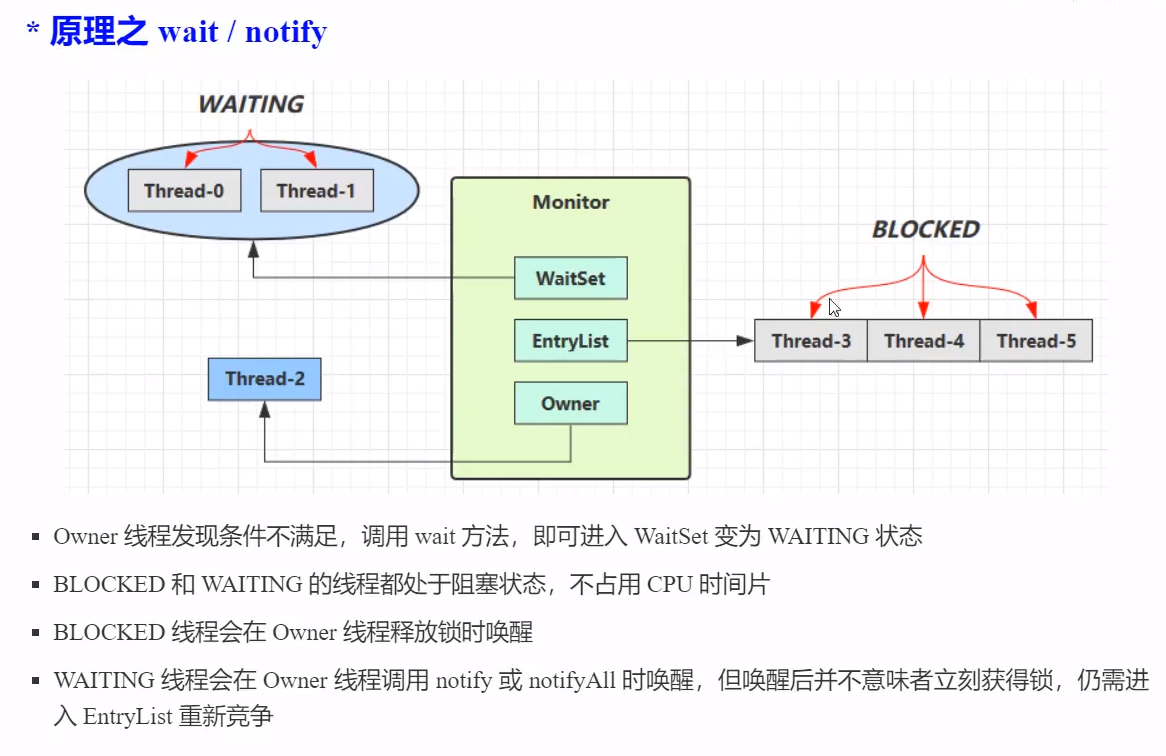 * 原理之 wait / notify
WAITING
Thread-0
Thread-1
Monitor
BLOCKED
WaitSet
EntryList
Thread-3
Thread-4
Thread-5
Thread-2
Owner
▪ Owner 线程发现条件不满足，调用 wait 方法，即可进入 WaitSet 变为 WAITING 状态
▪ BLOCKED 和 WAITING 的线程都处于阻塞状态，不占用 CPU 时间片
▪ BLOCKED 线程会在 Owner 线程释放锁时唤醒
▪ WAITING 线程会在 Owner 线程调用 notify 或 notifyAll 时唤醒，但唤醒后并不意味者立刻获得锁，仍需进
入 EntryList 重新竞争